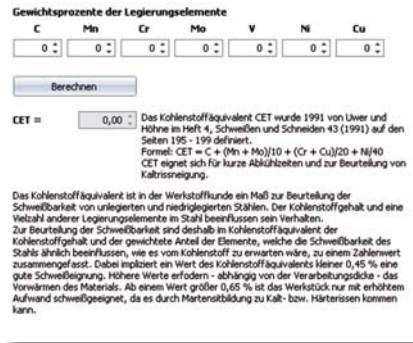 Gewichtsprozente der Legierungselemente
C Mn Cr Mo V Ni Cu
0 0 0 0 0 0 0
Berechnen
CET = 0,00 Das Kohlenstoffäquivalent CET wurde 1991 von Uwer und
Höhne im Heft 4, Schweißen und Schneiden 43 (1991) auf den
Seiten 195 - 199 definiert.
Formel: CET = C + (Mn + Mo)/10 + (Cr + Cu)/20 + Ni/40
CET eignet sich für kurze Abkühlzeiten und zur Beurteilung von
Kaltrissneigung.
Das Kohlenstoffäquivalent ist in der Werkstoffkunde ein Maß zur Beurteilung der
Schweißbarkeit von unlegierten und niedriglegierten Stählen. Der Kohlenstoffgehalt und eine
Vielzahl anderer Legierungselemente im Stahl beeinflussen sein Verhalten.
Zur Beurteilung der Schweißbarkeit sind deshalb im Kohlenstoffäquivalent der
Kohlenstoffgehalt und der gewichtete Anteil der Elemente, welche die Schweißbarkeit des
Stahls ähnlich beeinflussen, wie es vom Kohlenstoff zu erwarten wäre, zu einem Zahlenwert
zusammengefasst. Dabei impliziert ein Wert des Kohlenstoffäquivalents kleiner 0,45 % eine
gute Schweißeignung. Höhere Werte erfodern - abhängig von der Verarbeitungsdicke - das
Vorwärmen des Materials. Ab einem Wert größer 0,65 % ist das Werkstück nur mit erhöhtem
Aufwand schweißgeeignet, da es durch Martensitbildung zu Kalt- bzw. Härterissen kommen
kann.